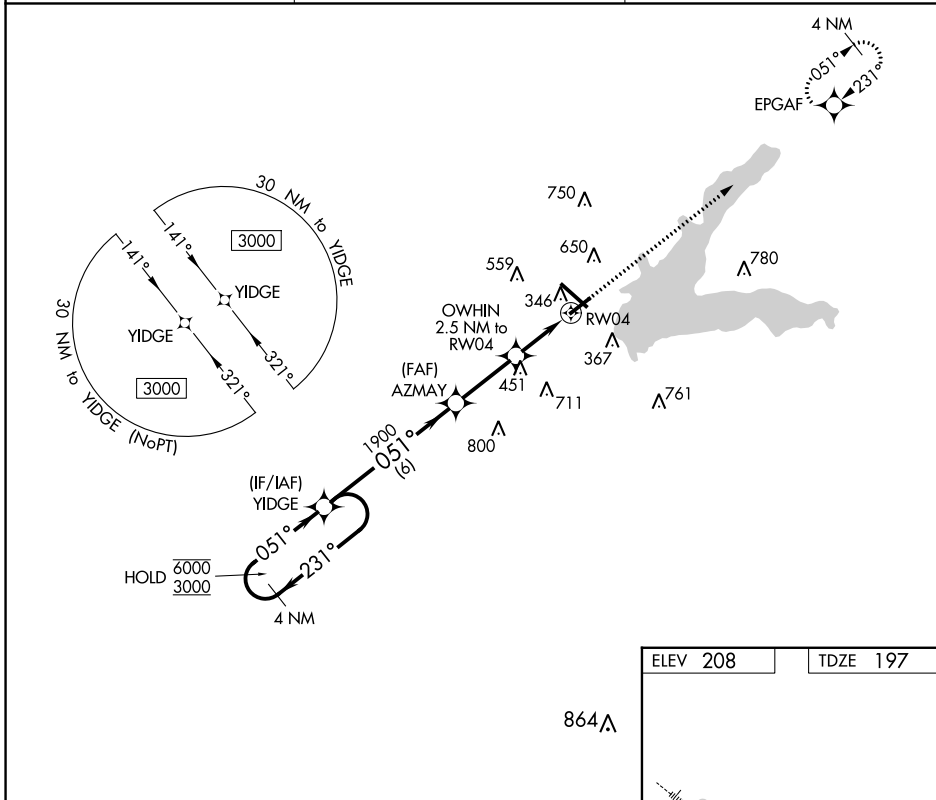 4 NM
051°
231°
EPGAF
30 NM to YIDGE
141°
3000
YIDGE
321°
141°
YIDGE
321°
3000
30 NM to YIDGE (NoPT)
750
650
559
346
780
OWHIN
2.5 NM to
RW04
RW04
367
451
(FAF)
AZMAY
711
761
800
1900
051°
(6)
(IF/IAF)
YIDGE
051°
231°
HOLD 6000
3000
4 NM
ELEV 208
TDZE 197
864